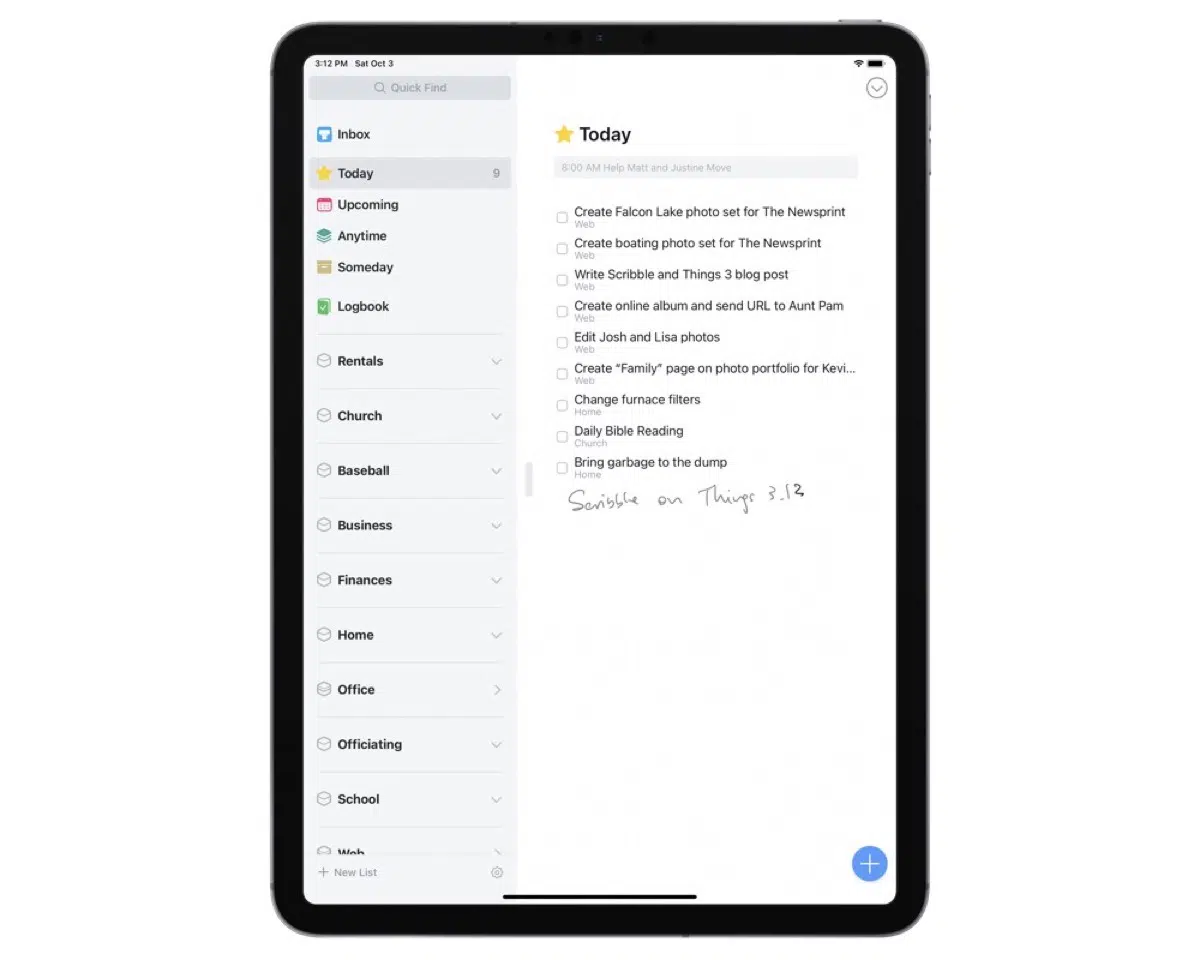 3:12 PM Sat Oct 3
Quick Find
Inbox
Today 9
Upcoming
Anytime
Someday
Logbook
Rentals
Church
Baseball
Business
Finances
Home
Office
Officiating
School
Web
New List
Today
8:00 AM Help Matt and Justine Move
Create Falcon Lake photo set for The Newsprint
Web
Create boating photo set for The Newsprint
Web
Write Scribble and Things 3 blog post
Web
Create online album and send URL to Aunt Pam
Web
Edit Josh and Lisa photos
Web
Create “Family” page on photo portfolio for Kevi...
Web
Change furnace filters
Home
Daily Bible Reading
Church
Bring garbage to the dump
Home
Scribble on Things 3.13